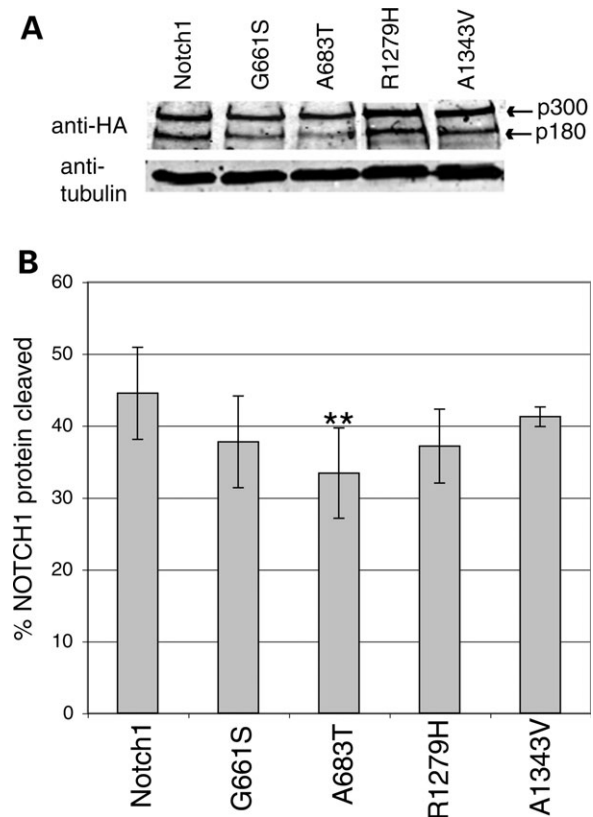 A
Notch1
G661S
A683T
R1279H
A1343V
anti-HA
←p300
←p180
anti-
tubulin
B
% NOTCH1 protein cleaved
60
50
40
30
20
10
0
**
Notch1
G661S
A683T
R1279H
A1343V